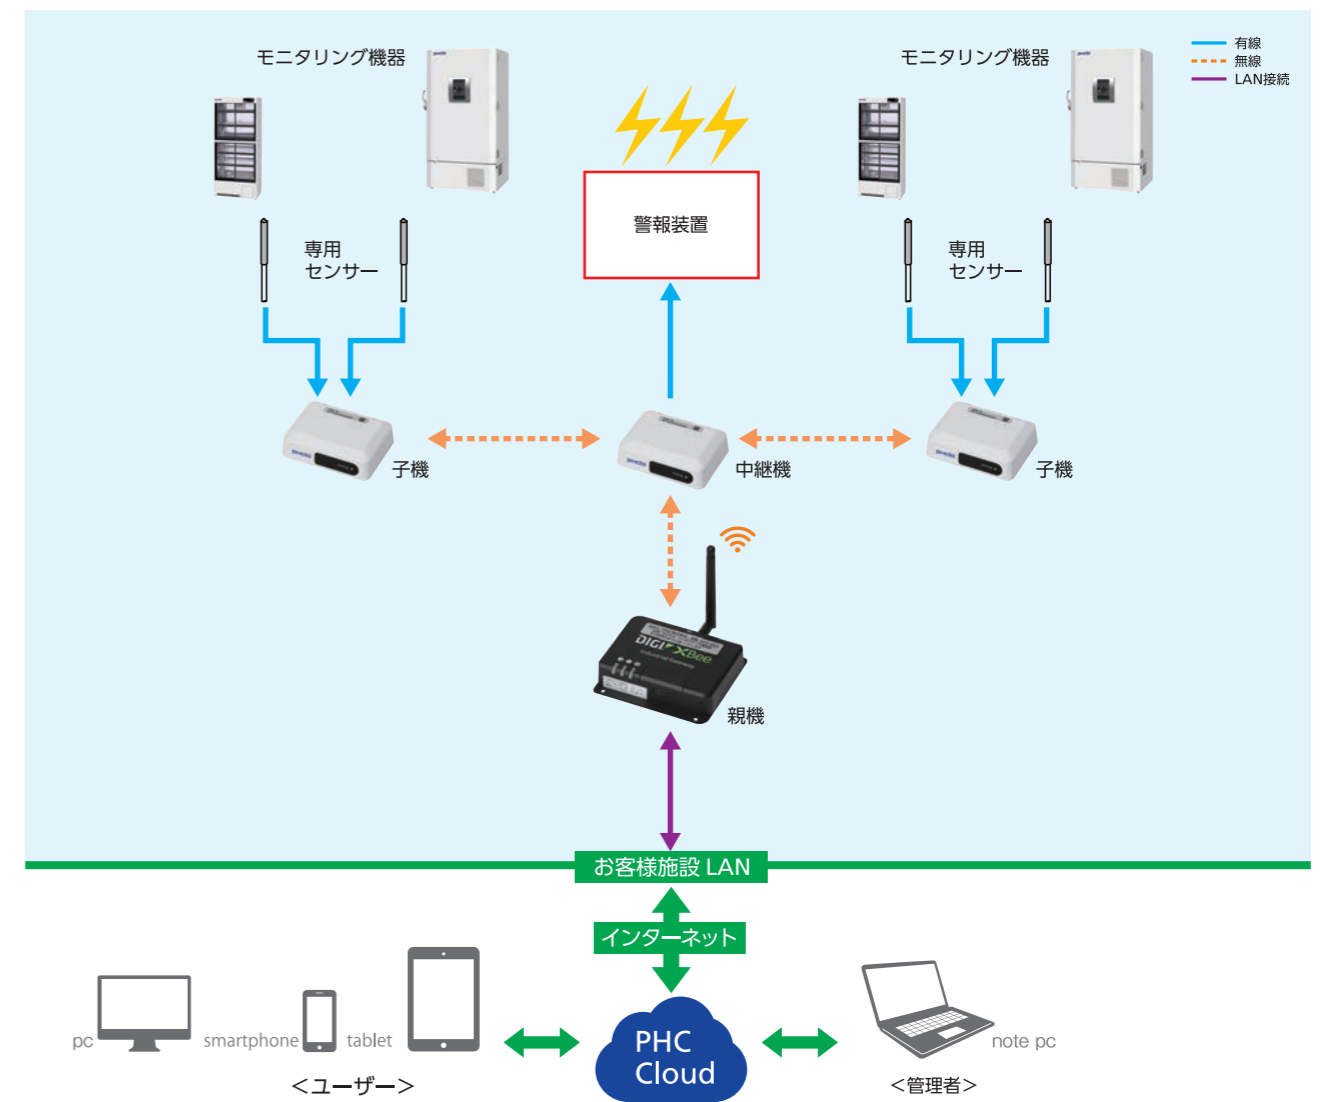 モニタリング機器
モニタリング機器
有線
無線
LAN接続
警報装置
専用
センサー
専用
センサー
子機
中継機
子機
DIGI XBee
Industrial Gateway
親機
お客様施設 LAN
インターネット
pc
smartphone
tablet
PHC
Cloud
note pc
＜ユーザー＞
＜管理者＞